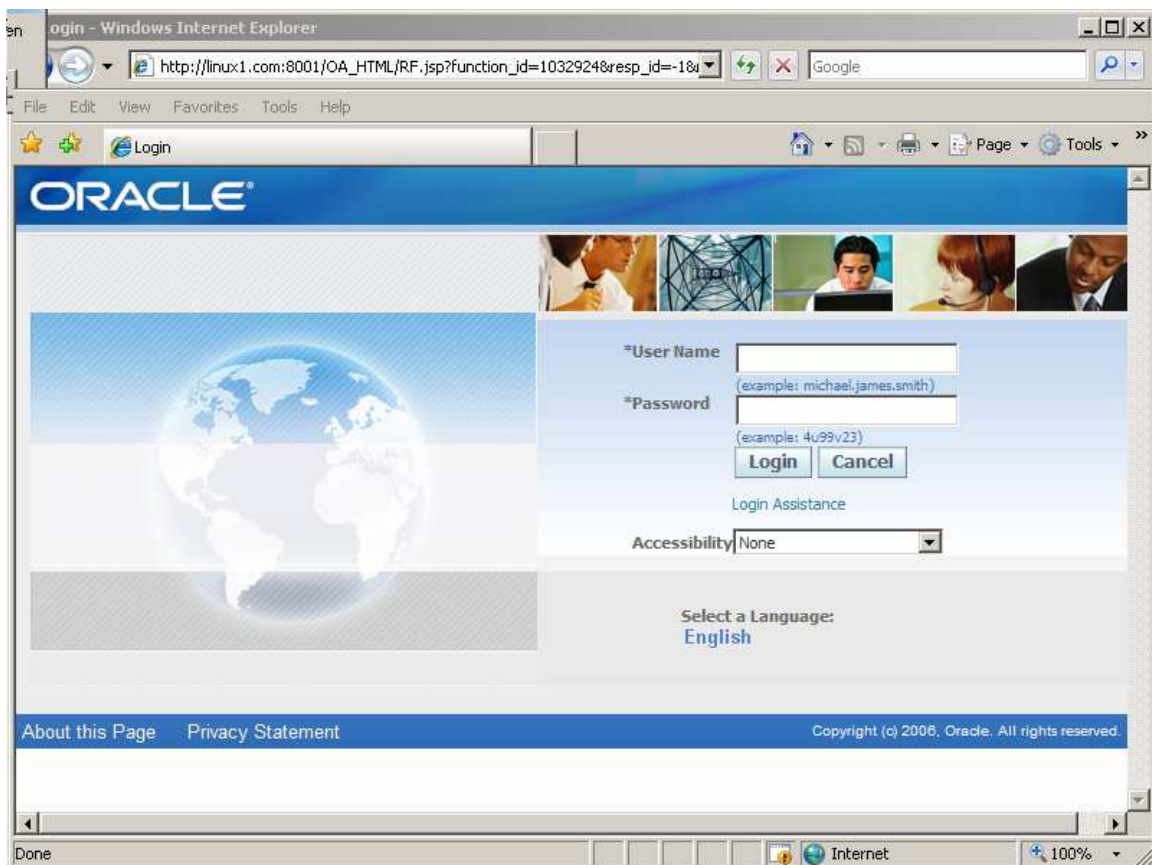 en
ogin - Windows Internet Explorer
http://linux1.com:8001/OA_HTML/RF.jsp?function_id=1032924&resp_id=-1&
Google
File Edit View Favorites Tools Help
Login
Page Tools »
ORACLE®
*User Name
(example: michael.james.smith)
*Password
(example: 4u99v23)
Login Cancel
Login Assistance
Accessibility None
Select a Language:
English
About this Page Privacy Statement Copyright (c) 2006, Oracle. All rights reserved.
Done Internet 100%